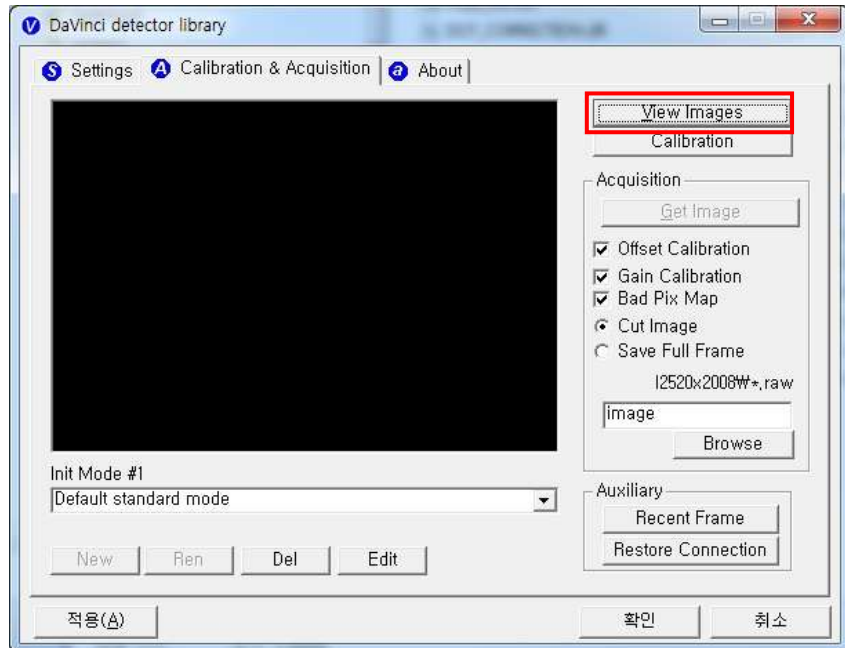 DaVinci detector library
Settings Calibration & Acquisition About
View Images
Calibration
Acquisition
Get Image
Offset Calibration
Gain Calibration
Bad Pix Map
Cut Image
Save Full Frame
I2520x2008₩*.raw
image
Browse
Init Mode #1
Default standard mode
New Ren Del Edit
Auxiliary
Recent Frame
Restore Connection
적용(A) 확인 취소